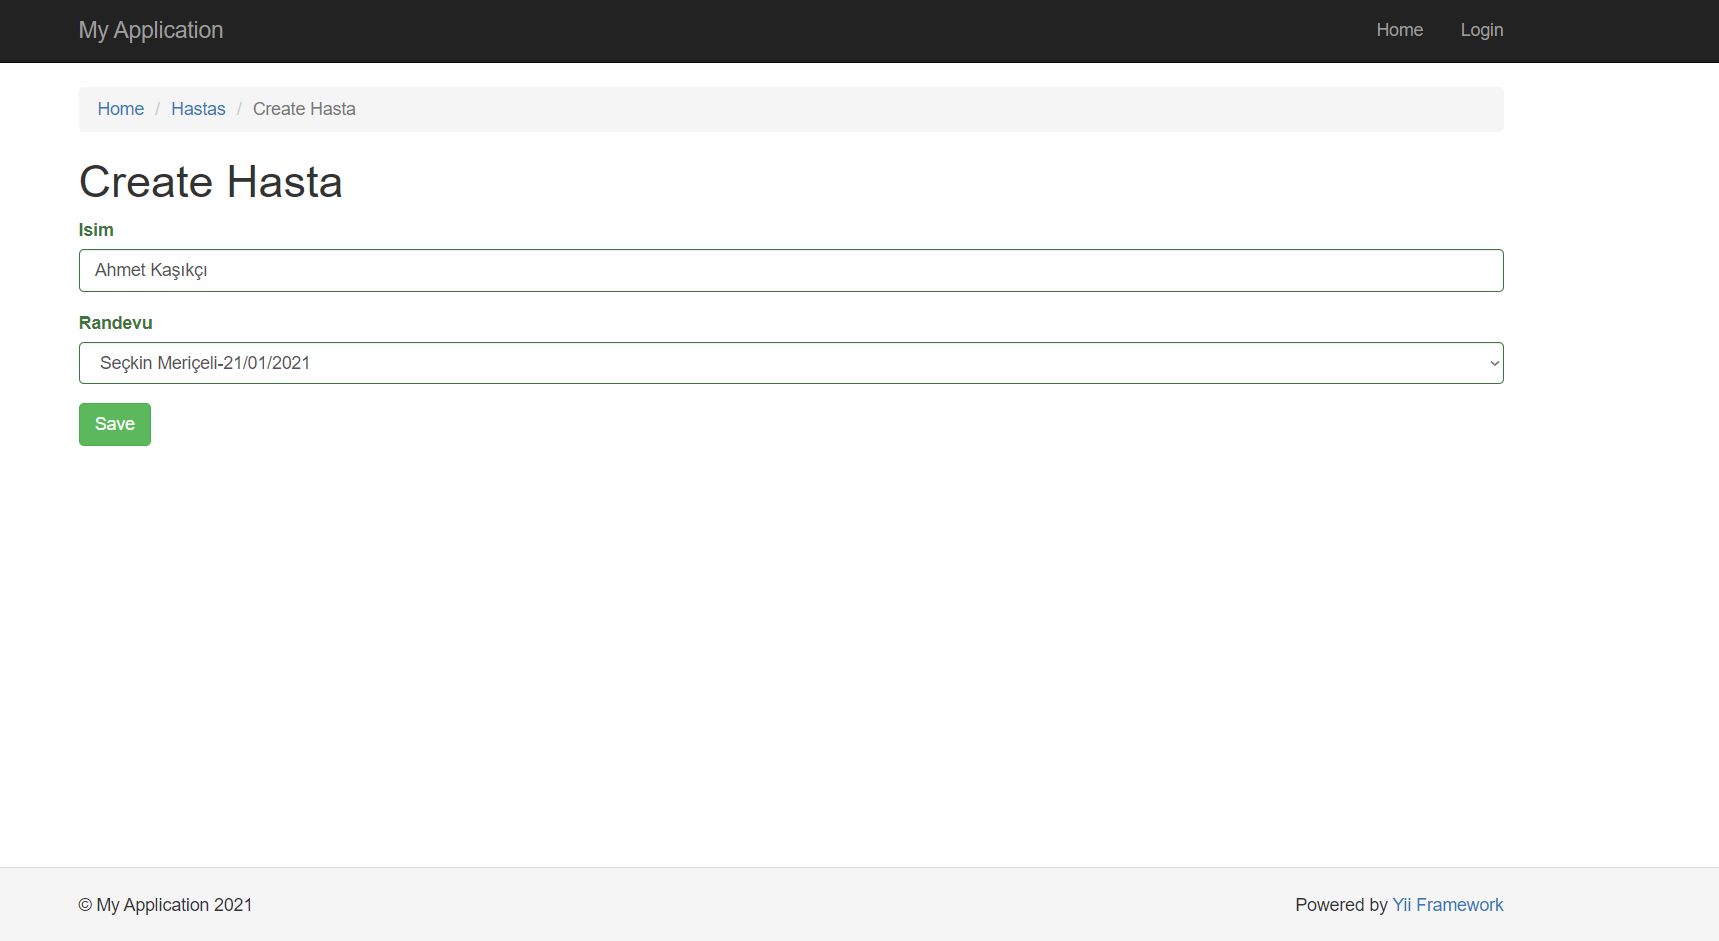 My Application Home Login
Home / Hastas / Create Hasta
Create Hasta
Isim
Ahmet Kaşıkçı
Randevu
Seçkin Meriçeli-21/01/2021
Save
© My Application 2021 Powered by Yii Framework